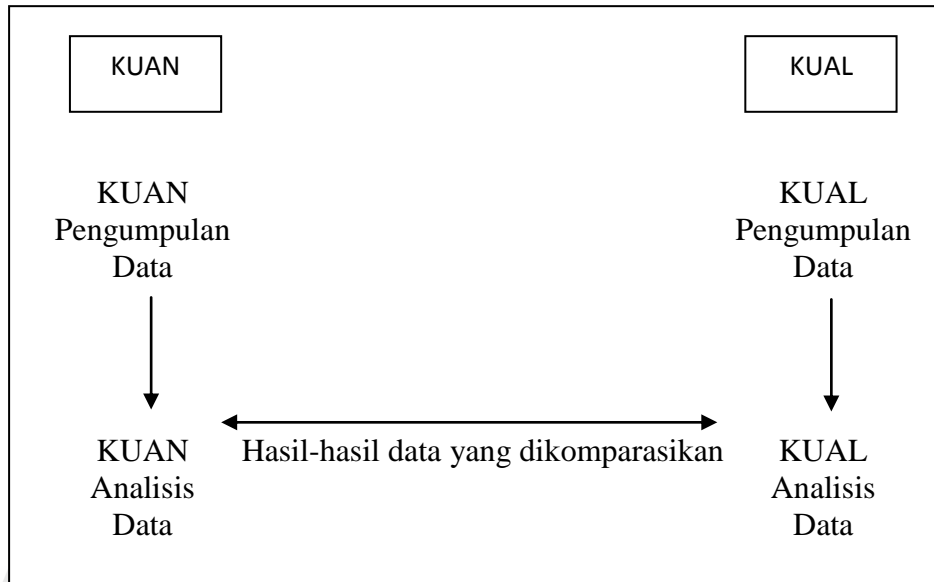 KUAN
KUAL
KUAN
Pengumpulan
Data
KUAL
Pengumpulan
Data
Hasil-hasil data yang dikomparasikan
KUAN
Analisis
Data
KUAL
Analisis
Data